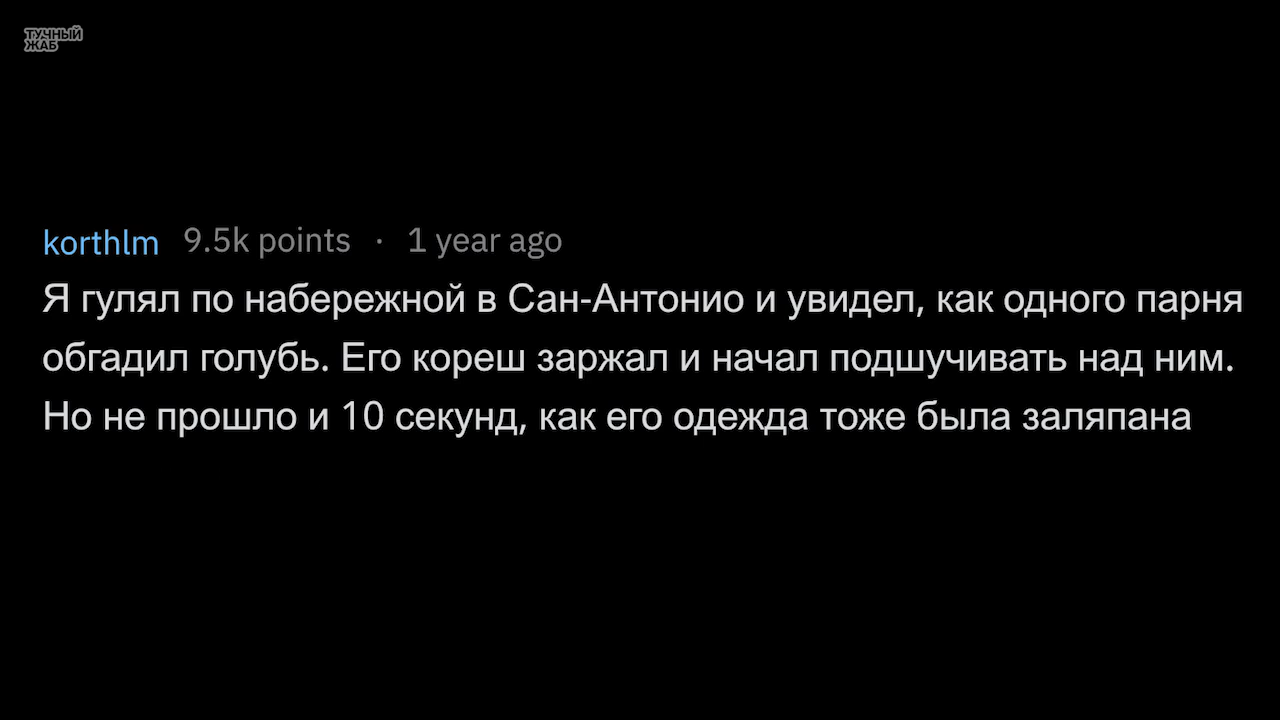 ТУЧНЫЙ
ЖАБ
korthlm 9.5k points · 1 year ago
Я гулял по набережной в Сан-Антонио и увидел, как одного парня
обгадил голубь. Его кореш заржал и начал подшучивать над ним.
Но не прошло и 10 секунд, как его одежда тоже была заляпана